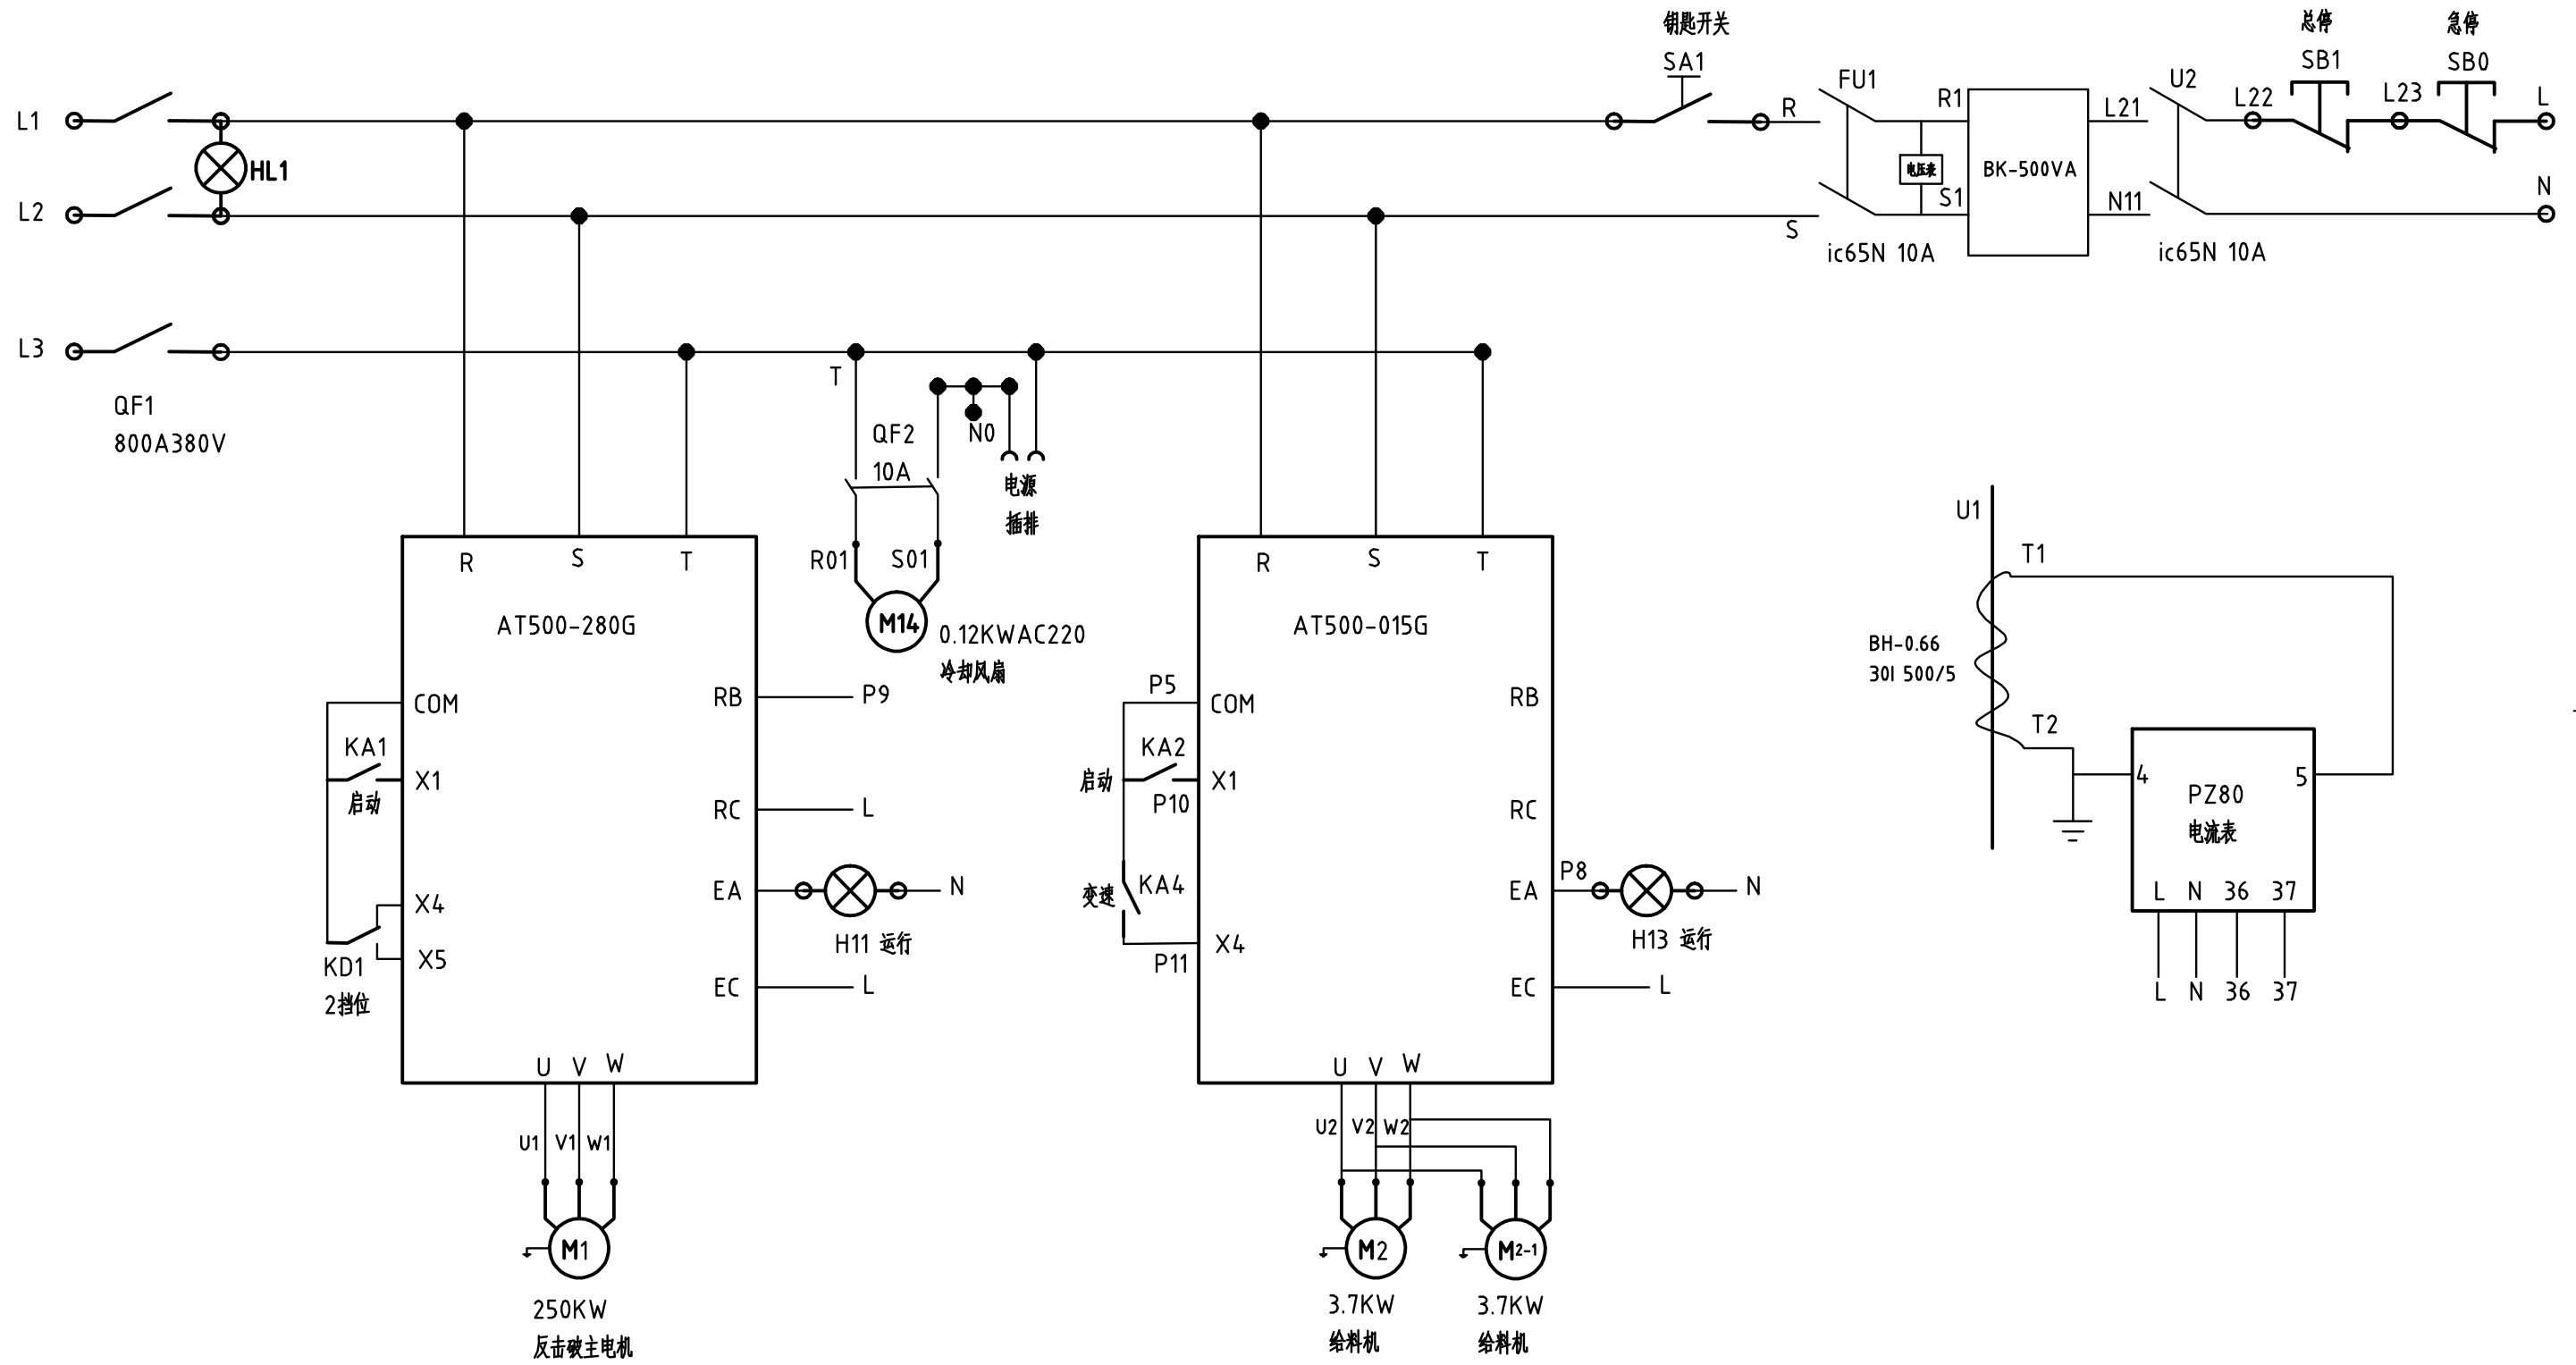 钥匙开关
SA1
总停
SB1
急停
SB0
L1
HL1
L2
L3
QF1
800A380V
R
S
FU1
ic65N 10A
R1
电压表
S1
BK-500VA
L21
N11
U2
ic65N 10A
L22
L23
L
N
T
QF2
10A
N0
电源
插排
R01
S01
M14
0.12KWAC220
冷却风扇
R
S
T
AT500-280G
COM
KA1
X1
启动
X4
X5
KD1
2挡位
RB
P9
RC
L
EA
N
H11 运行
EC
L
U
V
W
U1
V1
W1
M1
250KW
反击破主电机
R
S
T
AT500-015G
P5
COM
KA2
启动
X1
P10
变速
KA4
X4
P11
RB
RC
EA
P8
N
H13 运行
EC
L
U
V
W
U2
V2
W2
M2
M2-1
3.7KW
给料机
3.7KW
给料机
U1
T1
BH-0.66
30I 500/5
T2
4
5
PZ80
电流表
L
N
36
37
L
N
36
37